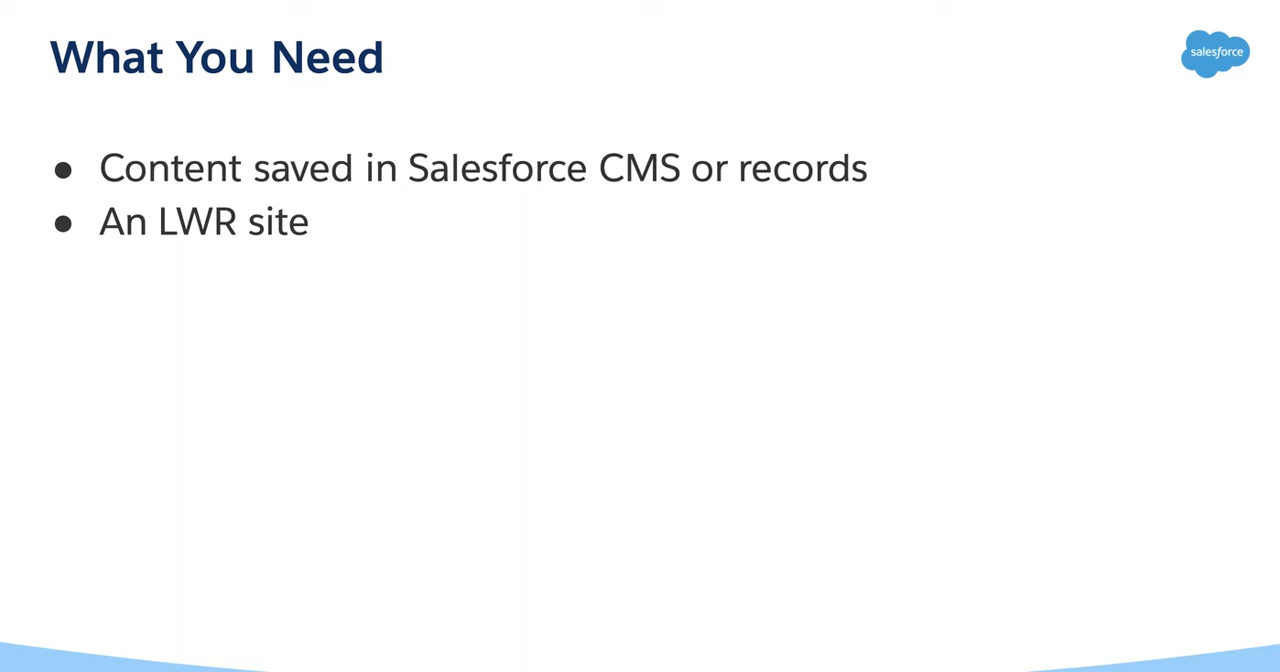 What You Need
salesforce
● Content saved in Salesforce CMS or records
● An LWR site